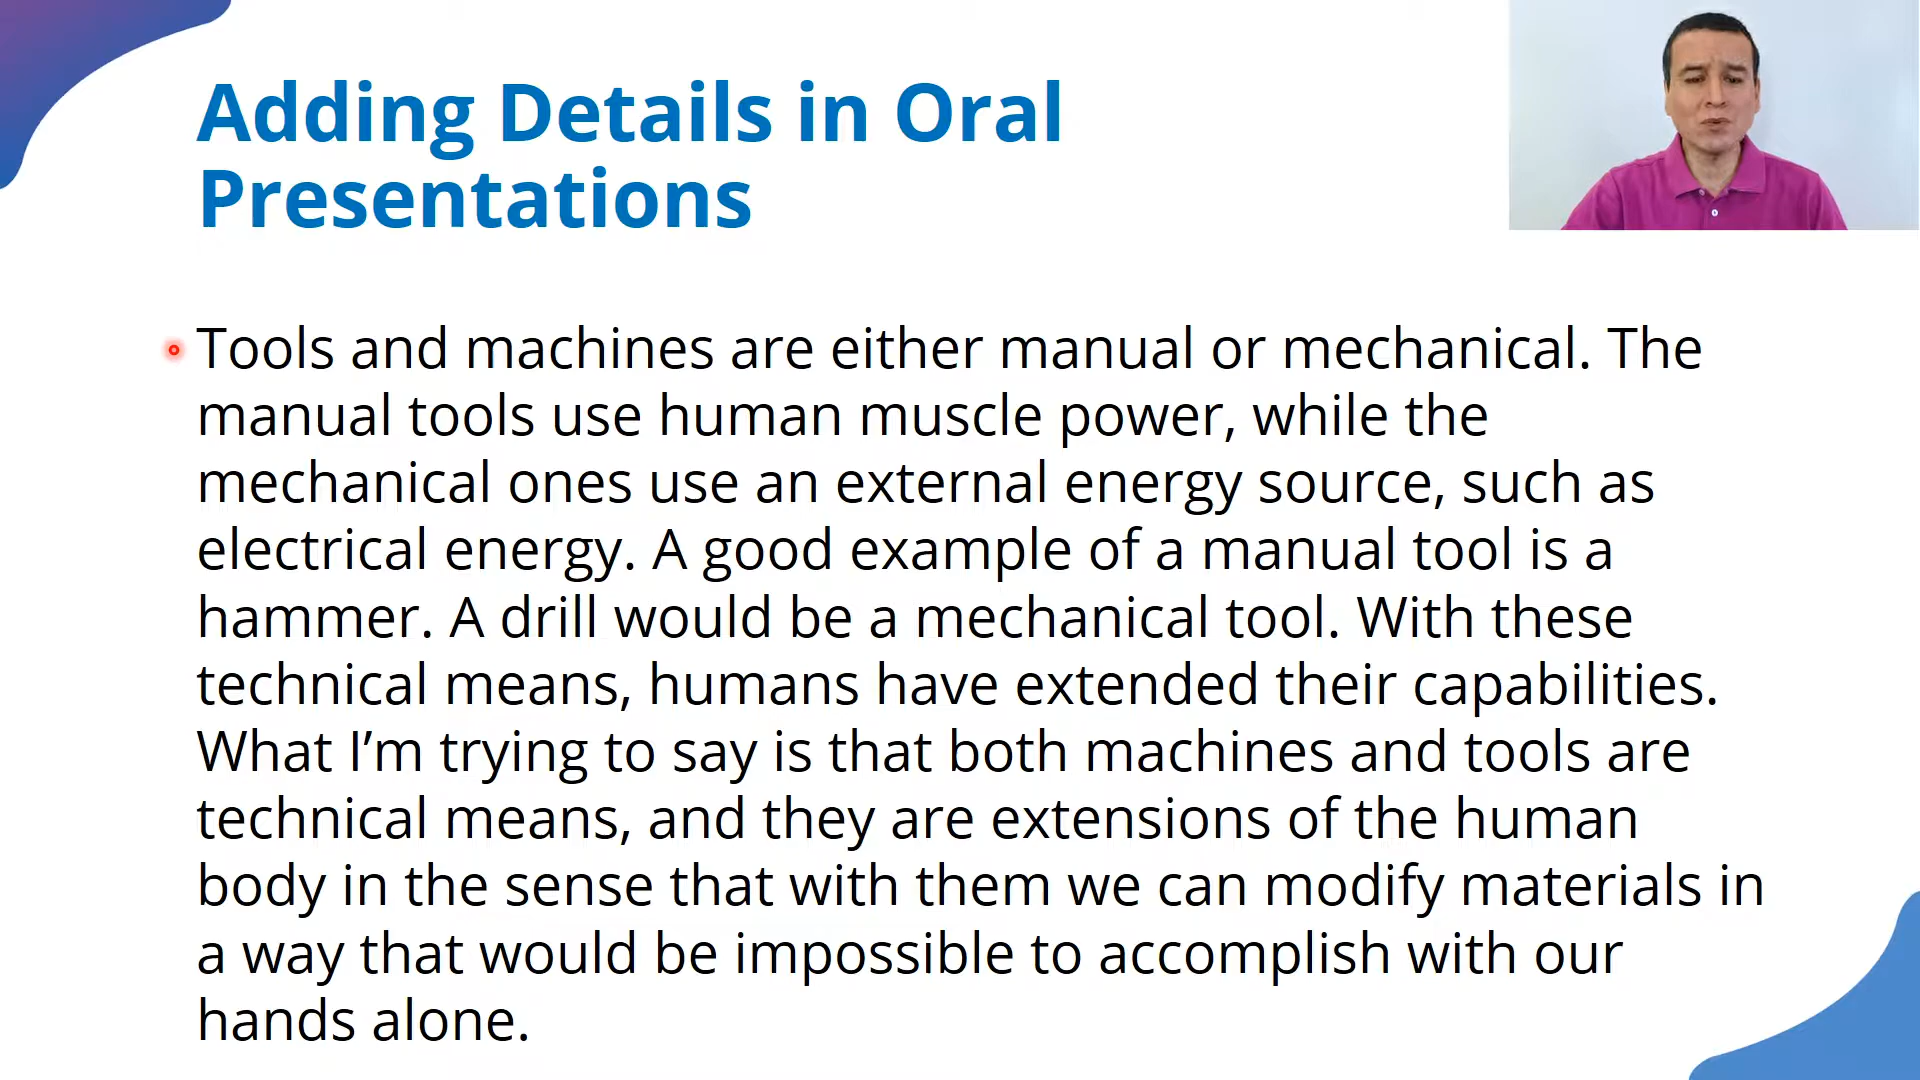 Adding Details in Oral
Presentations
Tools and machines are either manual or mechanical. The
manual tools use human muscle power, while the
mechanical ones use an external energy source, such as
electrical energy. A good example of a manual tool is a
hammer. A drill would be a mechanical tool. With these
technical means, humans have extended their capabilities.
What I’m trying to say is that both machines and tools are
technical means, and they are extensions of the human
body in the sense that with them we can modify materials in
a way that would be impossible to accomplish with our
hands alone.